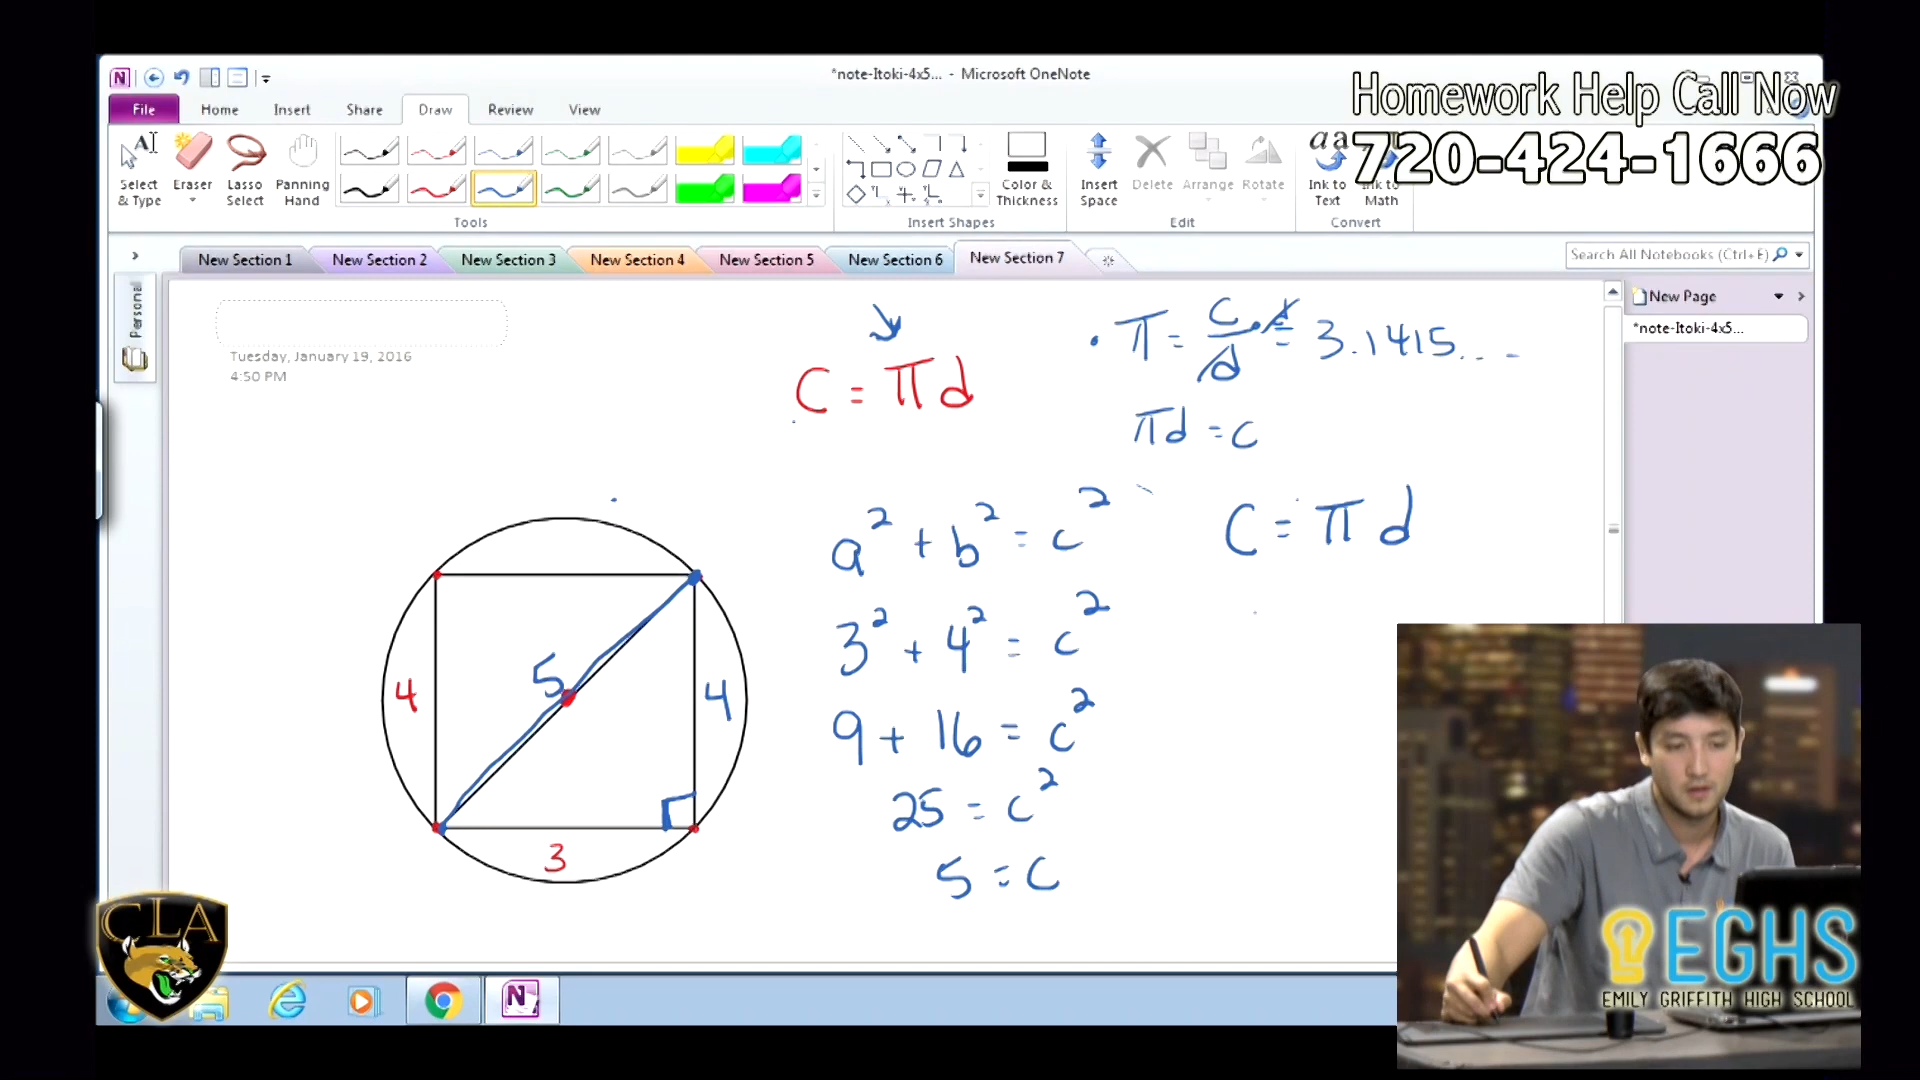 *note-Itoki-4x5... - Microsoft OneNote
Homework Help Call Now
720-424-1666
File Home Insert Share Draw Review View
Select & Type
Eraser
Lasso Select
Panning Hand
Color & Thickness
Insert Space
Delete
Arrange
Rotate
Ink to Text
Ink to Math
Tools
Insert Shapes
Edit
Convert
New Section 1 New Section 2 New Section 3 New Section 4 New Section 5 New Section 6 New Section 7
Search All Notebooks (Ctrl+E)
Personal
New Page
*note-Itoki-4x5...
Tuesday, January 19, 2016
4:50 PM
C = πd
π = C/d · d = 3.1415...
πd = C
C = πd
a² + b² = c²
3² + 4² = c²
9 + 16 = c²
25 = c²
5 = c
5
4
4
3
CLA
EGHS
EMILY GRIFFITH HIGH SCHOOL